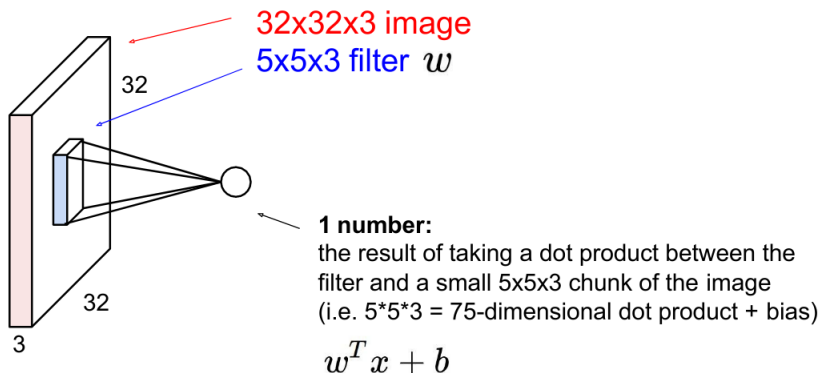 32x32x3 image
5x5x3 filter w
32
32
3
1 number:
the result of taking a dot product between the
filter and a small 5x5x3 chunk of the image
(i.e. 5*5*3 = 75-dimensional dot product + bias)
w^T x + b